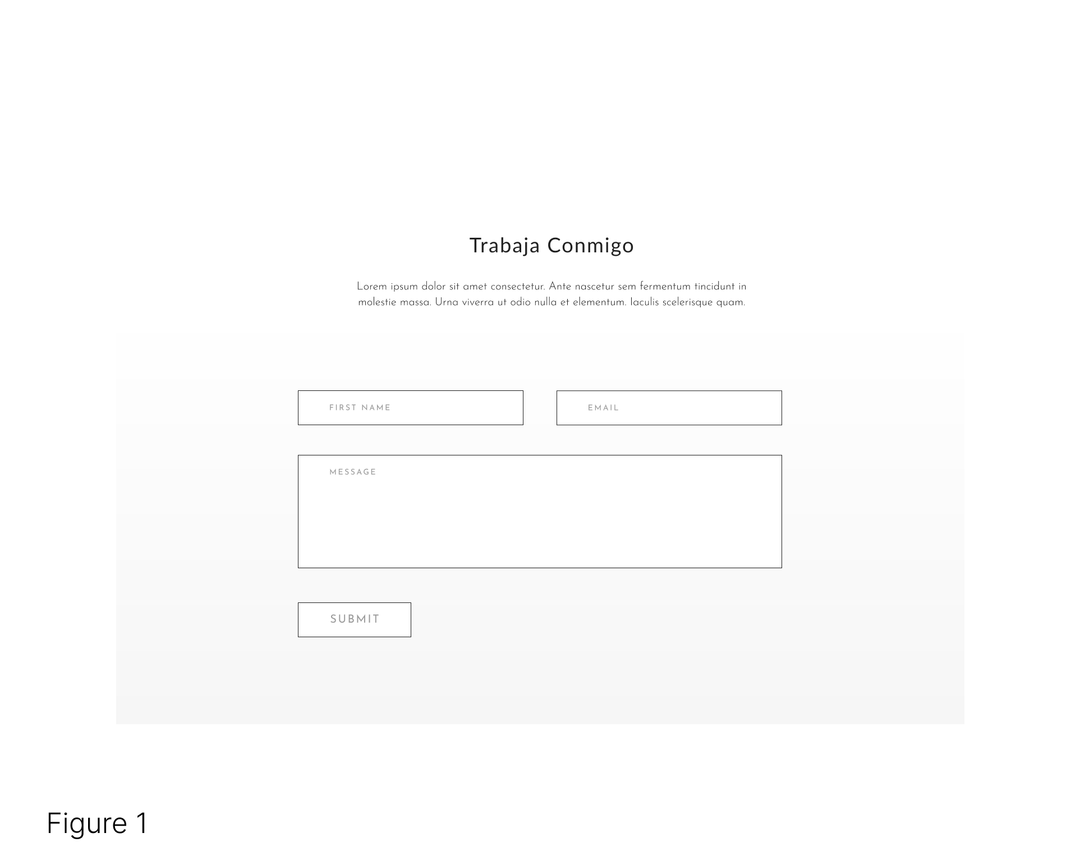 Trabaja Conmigo
Lorem ipsum dolor sit amet consectetur. Ante nascetur sem fermentum tincidunt in
molestie massa. Urna viverra ut odio nulla et elementum. Iaculis scelerisque quam.
FIRST NAME EMAIL
MESSAGE
SUBMIT
Figure 1